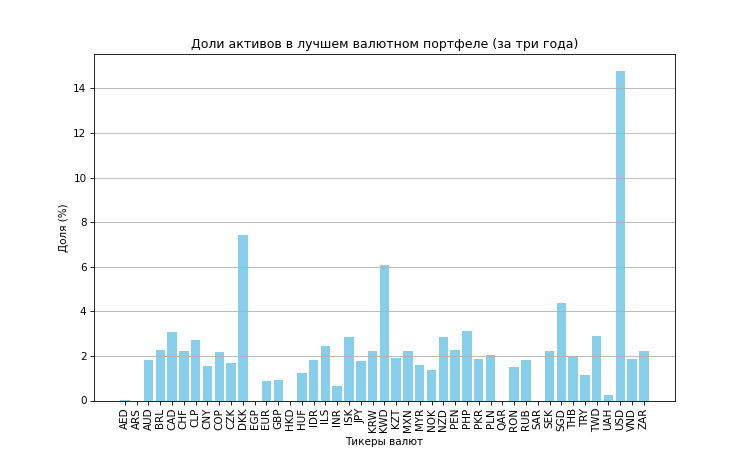 Доли активов в лучшем валютном портфеле (за три года)
Доля (%)
14
12
10
8
6
4
2
0
AED ARS AUD BRL CAD CHF CLP CNY COP CZK DKK EGP EUR GBP HKD HUF IDR ILS INR ISK JPY KRW KWD KZT MXN MYR NOK NZD PEN PHP PKR PLN QAR RON RUB SAR SEK SGD THB TRY TWD UAH USD VND ZAR
Тикеры валют